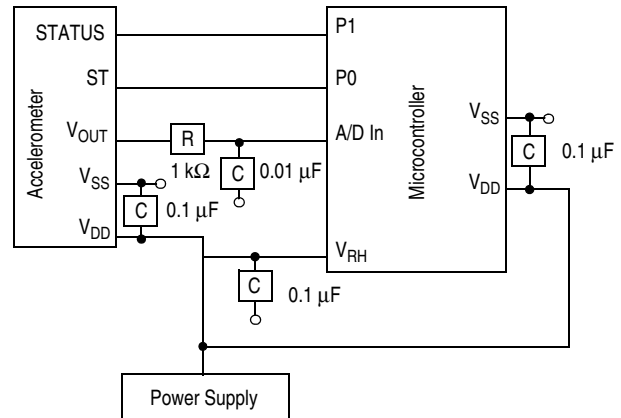 STATUS
P1
ST
P0
Accelerometer
Microcontroller
VOUT
R
A/D In
VSS
1 kΩ
C
0.01 µF
C
0.1 µF
VSS
VDD
C
0.1 µF
VDD
VRH
C
0.1 µF
Power Supply